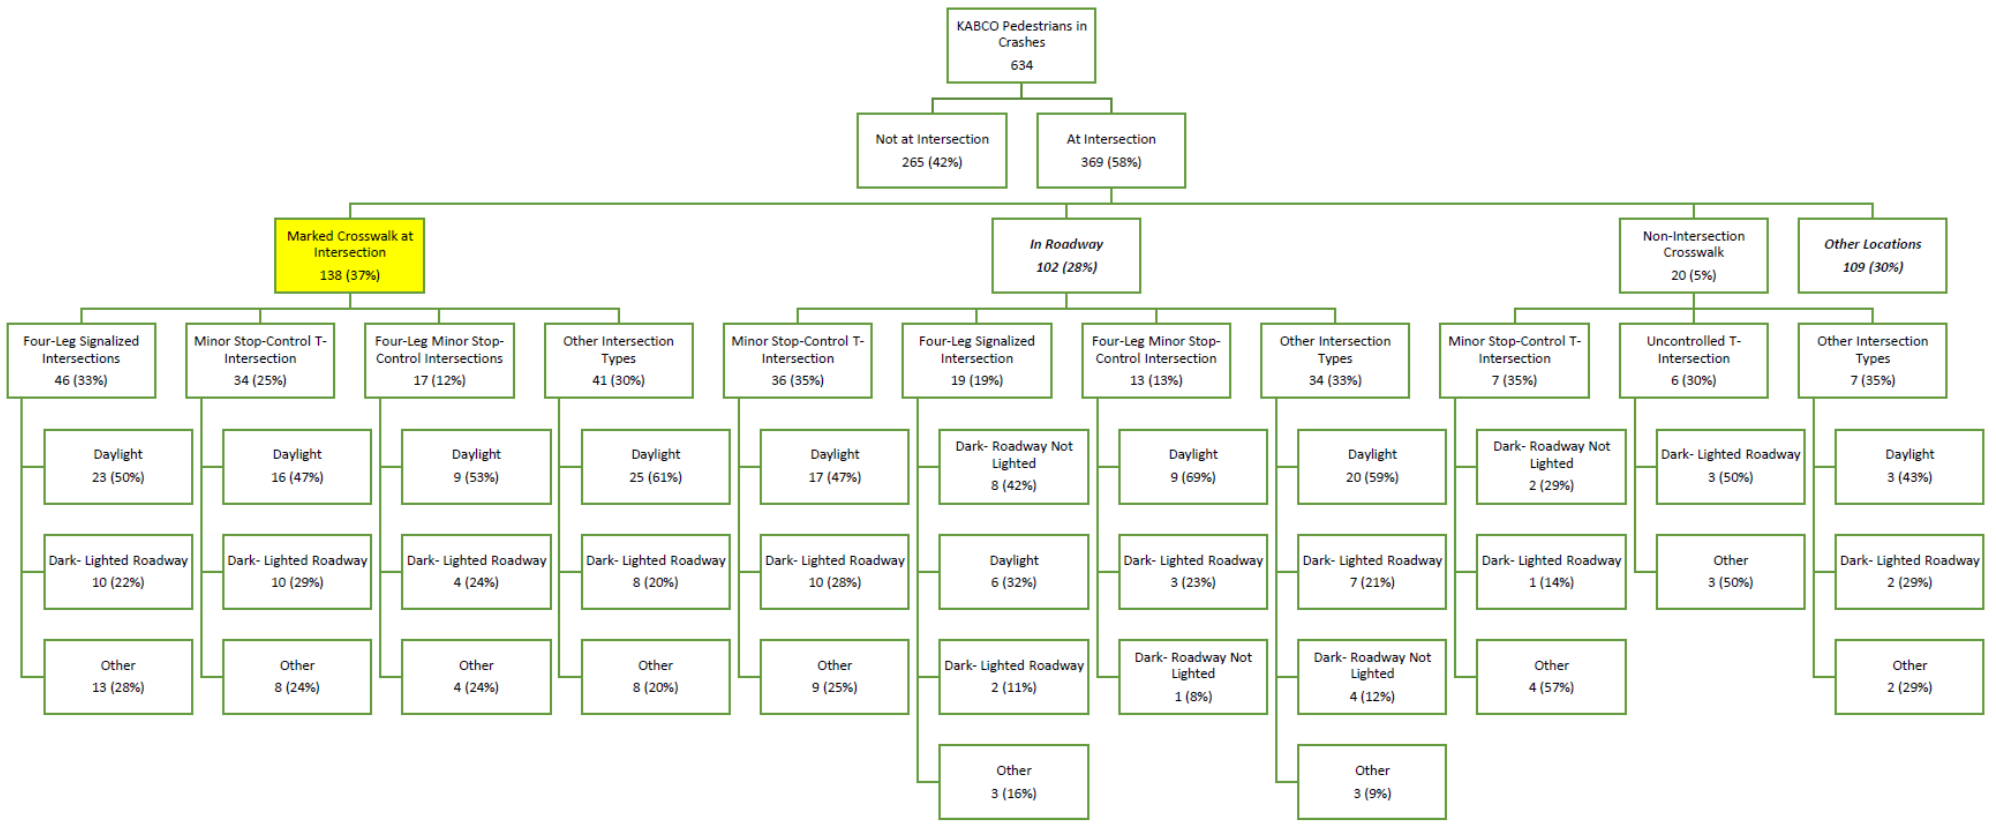 KABCO Pedestrians in
Crashes
634
Not at Intersection
265 (42%)
At Intersection
369 (58%)
Marked Crosswalk at
Intersection
138 (37%)
In Roadway
102 (28%)
Non-Intersection
Crosswalk
20 (5%)
Other Locations
109 (30%)
Four-Leg Signalized
Intersections
46 (33%)
Minor Stop-Control T-
Intersection
34 (25%)
Four-Leg Minor Stop-
Control Intersections
17 (12%)
Other Intersection
Types
41 (30%)
Minor Stop-Control T-
Intersection
36 (35%)
Four-Leg Signalized
Intersection
19 (19%)
Four-Leg Minor Stop-
Control Intersection
13 (13%)
Other Intersection
Types
34 (33%)
Minor Stop-Control T-
Intersection
7 (35%)
Uncontrolled T-
Intersection
6 (30%)
Other Intersection
Types
7 (35%)
Daylight
23 (50%)
Daylight
16 (47%)
Daylight
9 (53%)
Daylight
25 (61%)
Daylight
17 (47%)
Dark- Roadway Not
Lighted
8 (42%)
Daylight
9 (69%)
Daylight
20 (59%)
Dark- Roadway Not
Lighted
2 (29%)
Dark- Lighted Roadway
3 (50%)
Daylight
3 (43%)
Dark- Lighted Roadway
10 (22%)
Dark- Lighted Roadway
10 (29%)
Dark- Lighted Roadway
4 (24%)
Dark- Lighted Roadway
8 (20%)
Dark- Lighted Roadway
10 (28%)
Daylight
6 (32%)
Dark- Lighted Roadway
3 (23%)
Dark- Lighted Roadway
7 (21%)
Dark- Lighted Roadway
1 (14%)
Other
3 (50%)
Dark- Lighted Roadway
2 (29%)
Other
13 (28%)
Other
8 (24%)
Other
4 (24%)
Other
8 (20%)
Other
9 (25%)
Dark- Lighted Roadway
2 (11%)
Dark- Roadway Not
Lighted
1 (8%)
Dark- Roadway Not
Lighted
4 (12%)
Other
4 (57%)
Other
2 (29%)
Other
3 (16%)
Other
3 (9%)